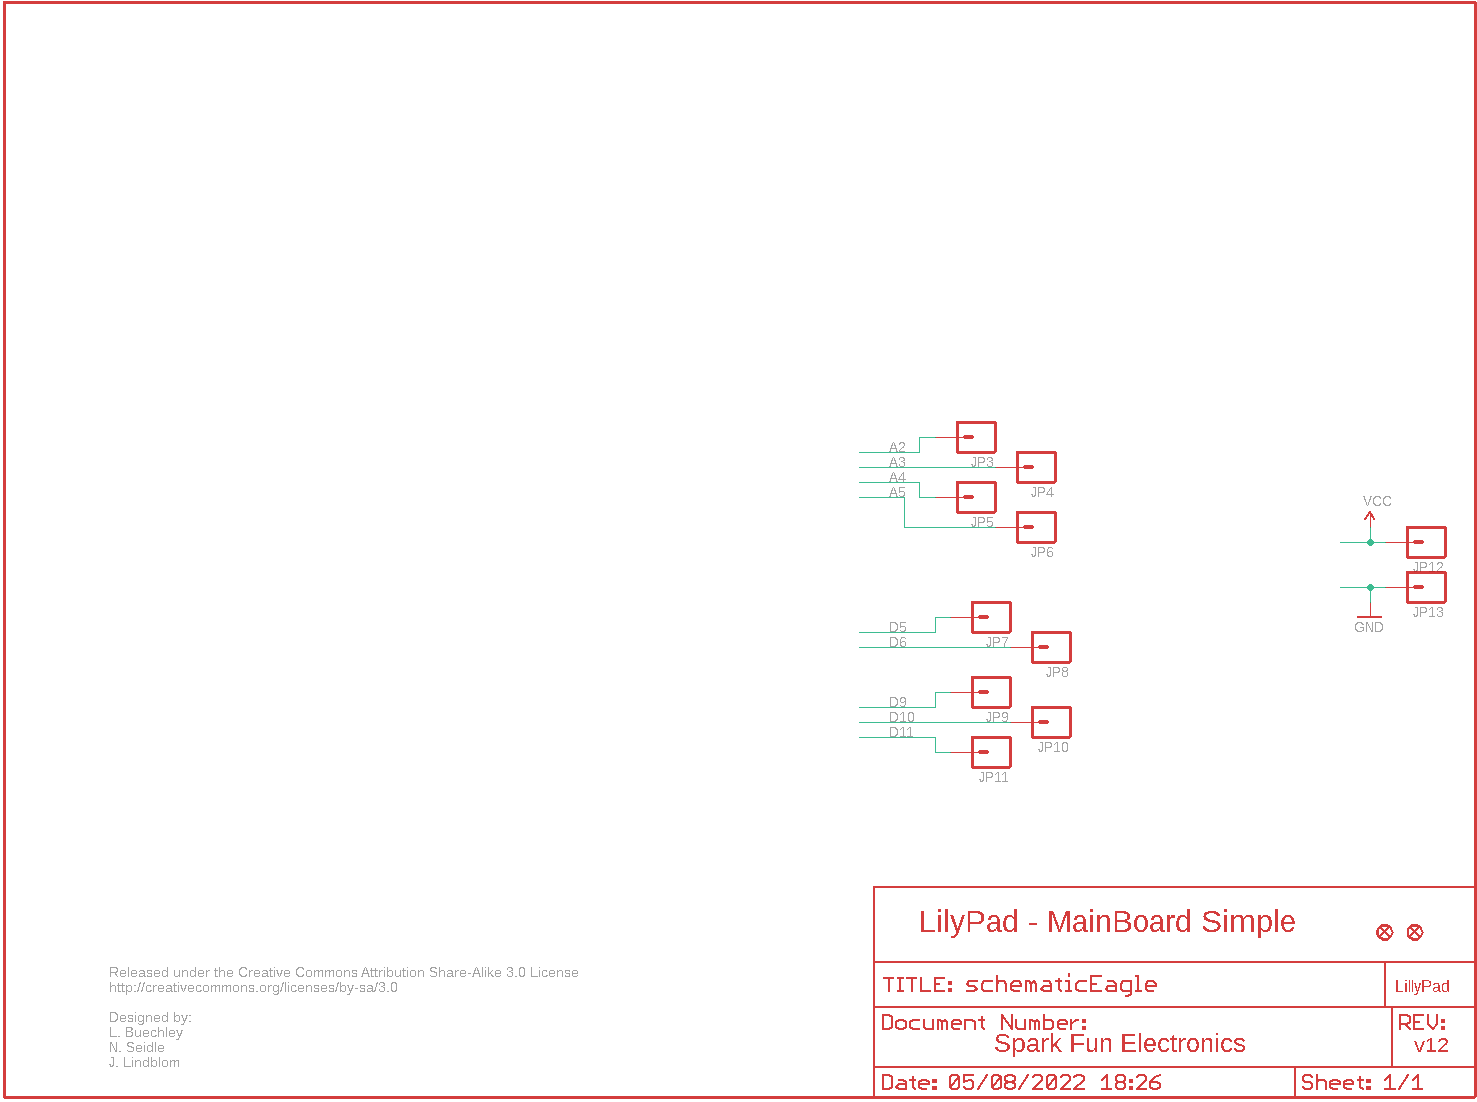 A2
JP3
A3
JP4
A4
A5
JP5
JP6
VCC
JP12
JP13
GND
D5
D6
JP7
JP8
D9
D10
JP9
D11
JP10
JP11
LilyPad - MainBoard Simple
TITLE: schematicEagle
LillyPad
Document Number:
Spark Fun Electronics
REV:
v12
Date: 05/08/2022 18:26
Sheet: 1/1
Released under the Creative Commons Attribution Share-Alike 3.0 License
http://creativecommons.org/licenses/by-sa/3.0
Designed by:
L. Buechley
N. Seidle
J. Lindblom